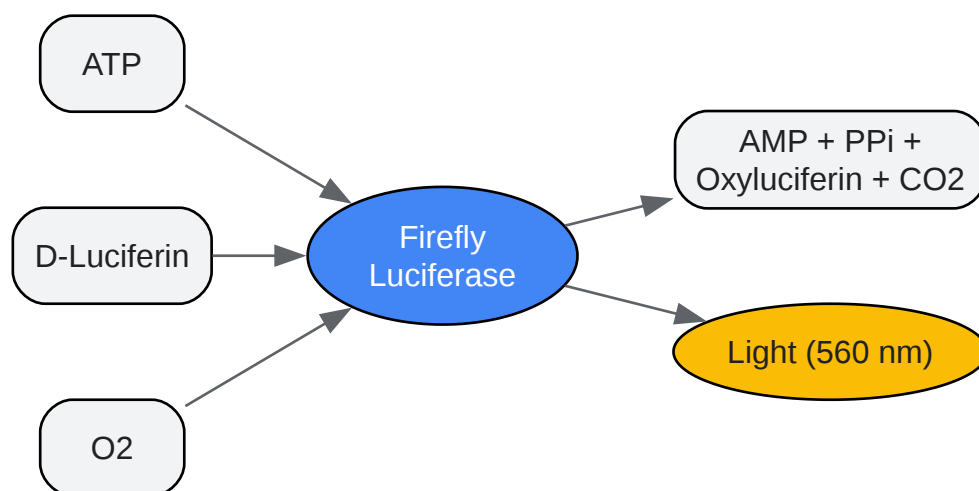 ATP
D-Luciferin
O2
Firefly
Luciferase
AMP + PPi +
Oxyluciferin + CO2
Light (560 nm)